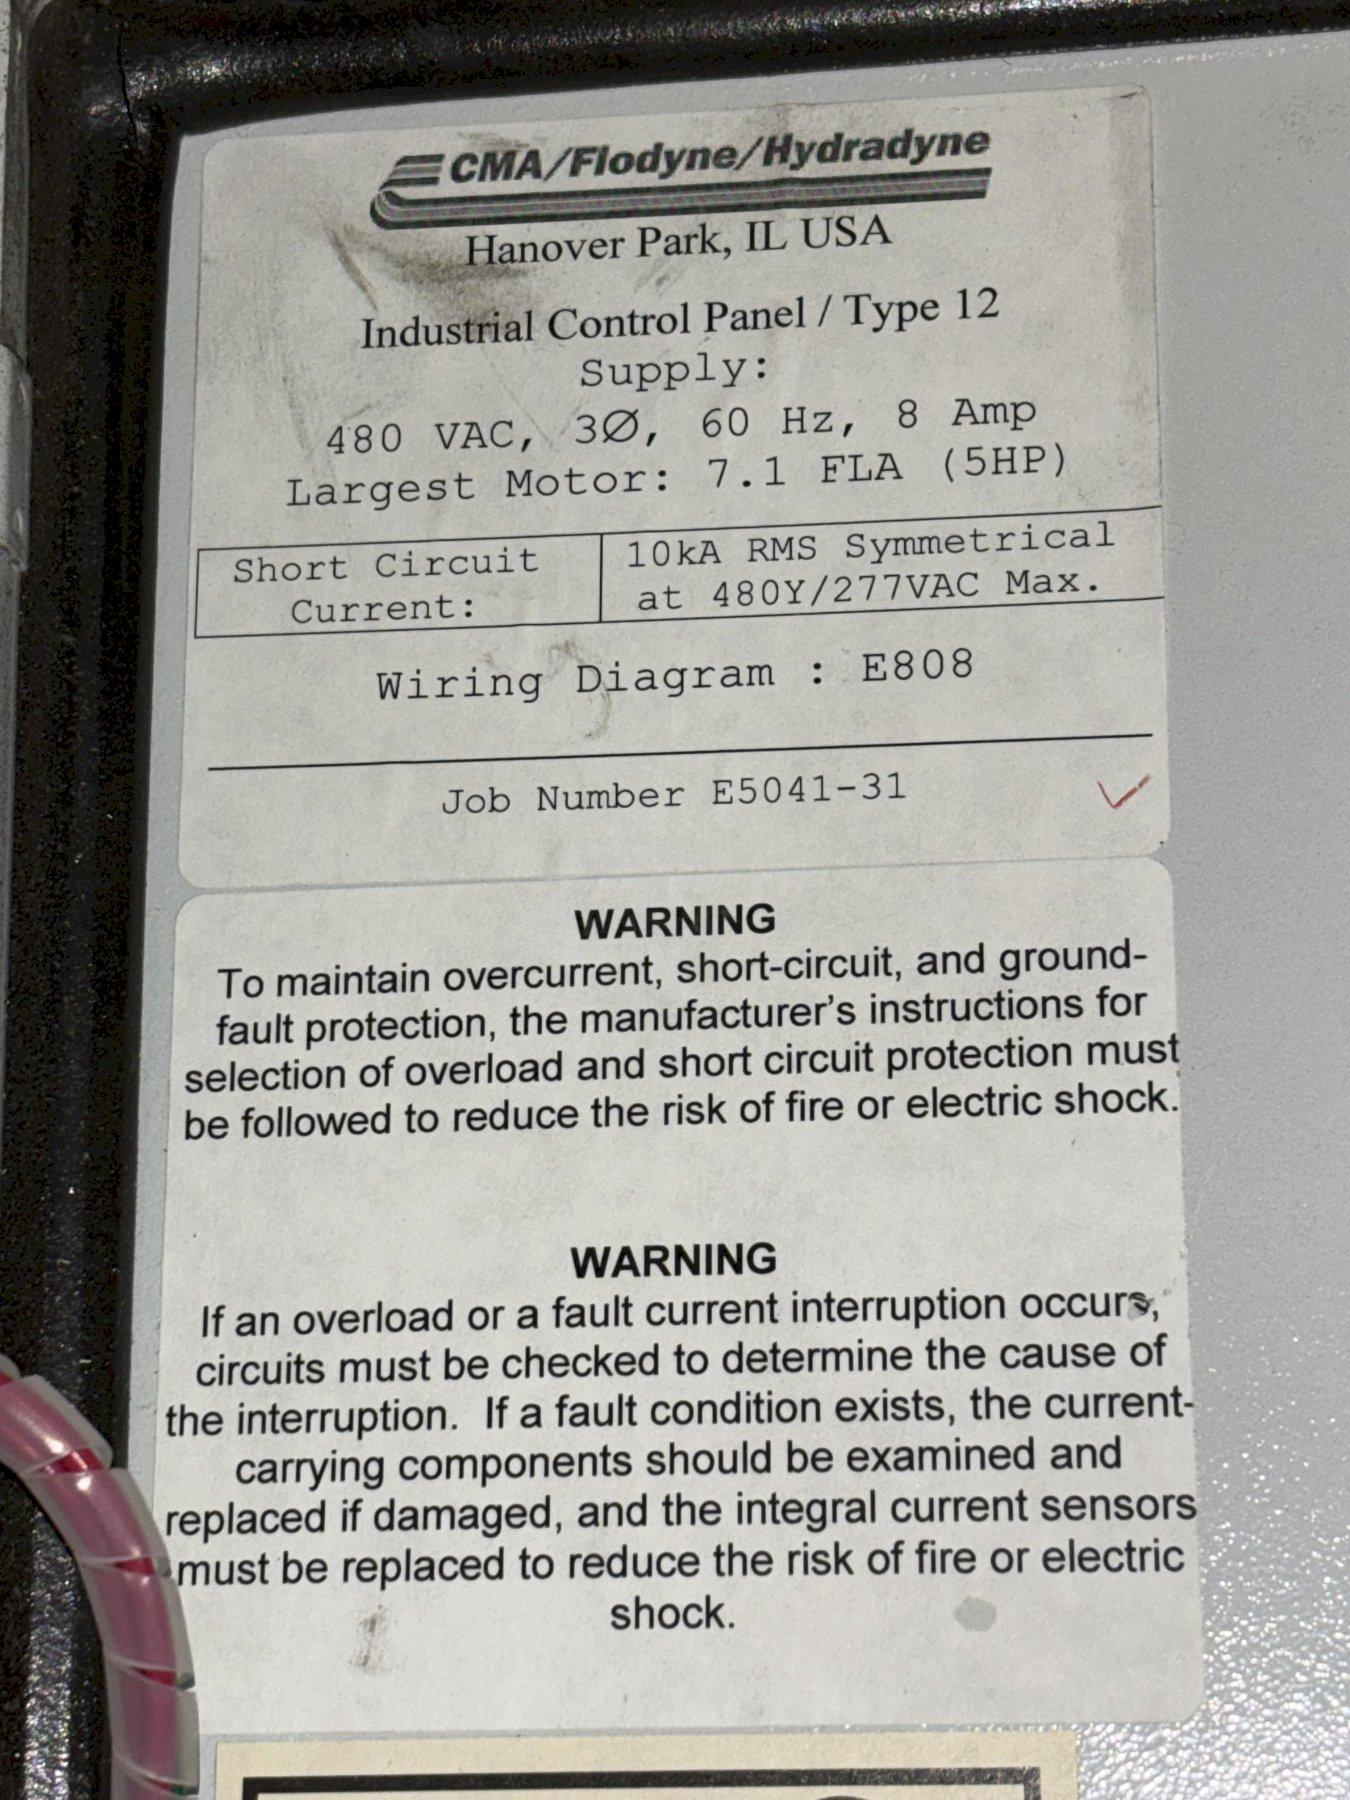 CMA/Flodyne/Hydradyne
Hanover Park, IL USA
Industrial Control Panel / Type 12
Supply:
480 VAC, 3Ø, 60 Hz, 8 Amp
Largest Motor: 7.1 FLA (5HP)
Short Circuit Current:
10kA RMS Symmetrical
at 480Y/277VAC Max.
Wiring Diagram : E808
Job Number E5041-31
WARNING
To maintain overcurrent, short-circuit, and ground-
fault protection, the manufacturer’s instructions for
selection of overload and short circuit protection must
be followed to reduce the risk of fire or electric shock.
WARNING
If an overload or a fault current interruption occurs,
circuits must be checked to determine the cause of
the interruption. If a fault condition exists, the current-
carrying components should be examined and
replaced if damaged, and the integral current sensors
must be replaced to reduce the risk of fire or electric
shock.